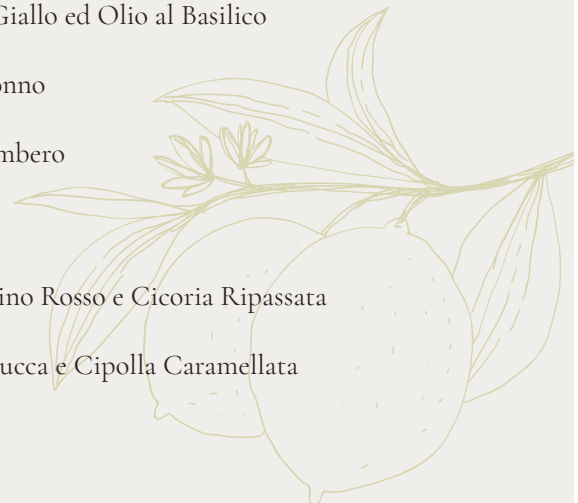 Giallo ed Olio al Basilico
onno
mbero
ino Rosso e Cicoria Ripassata
ucca e Cipolla Caramellata